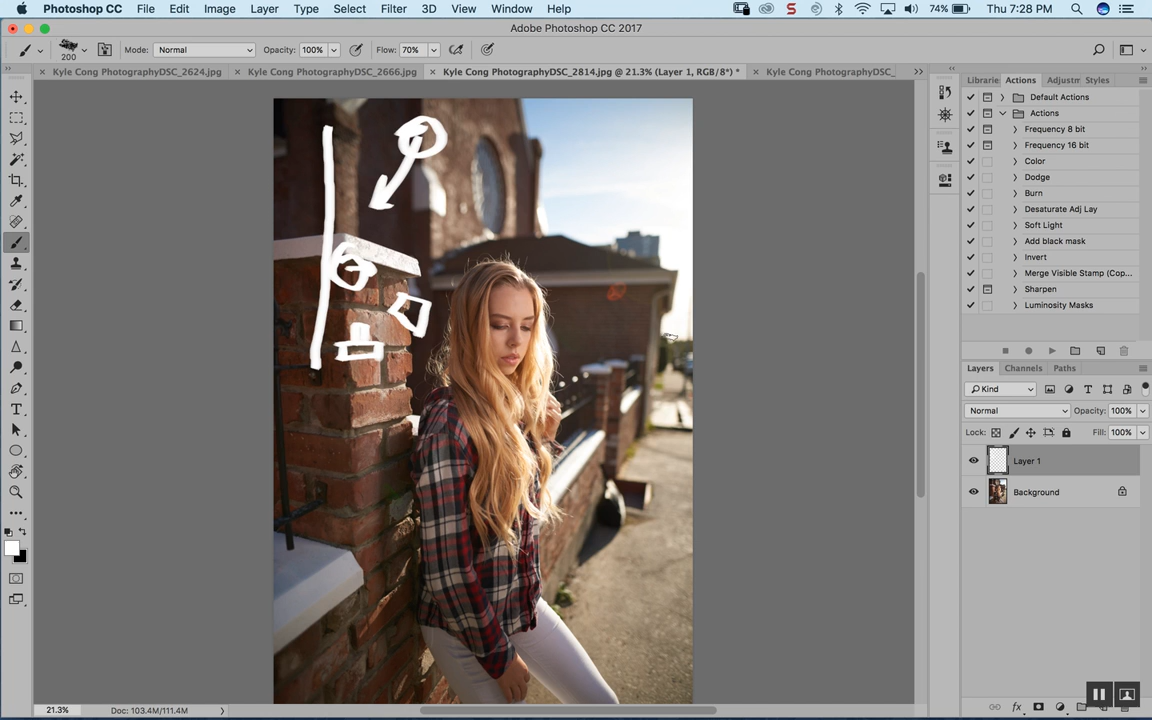 Photoshop CC File Edit Image Layer Type Select Filter 3D View Window Help 74% Thu 7:28 PM
Adobe Photoshop CC 2017
200 Mode: Normal Opacity: 100% Flow: 70%
Kyle Cong PhotographyDSC_2624.jpg Kyle Cong PhotographyDSC_2666.jpg Kyle Cong PhotographyDSC_2814.jpg @ 21.3% (Layer 1, RGB/8*) * Kyle Cong PhotographyDSC_
Librarie Actions Adjustm Styles
Default Actions
Actions
Frequency 8 bit
Frequency 16 bit
Color
Dodge
Burn
Desaturate Adj Lay
Soft Light
Add black mask
Invert
Merge Visible Stamp (Cop...
Sharpen
Luminosity Masks
Layers Channels Paths
Kind
Normal Opacity: 100%
Lock: Fill: 100%
Layer 1
Background
fx
21.3% Doc: 103.4M/111.4M